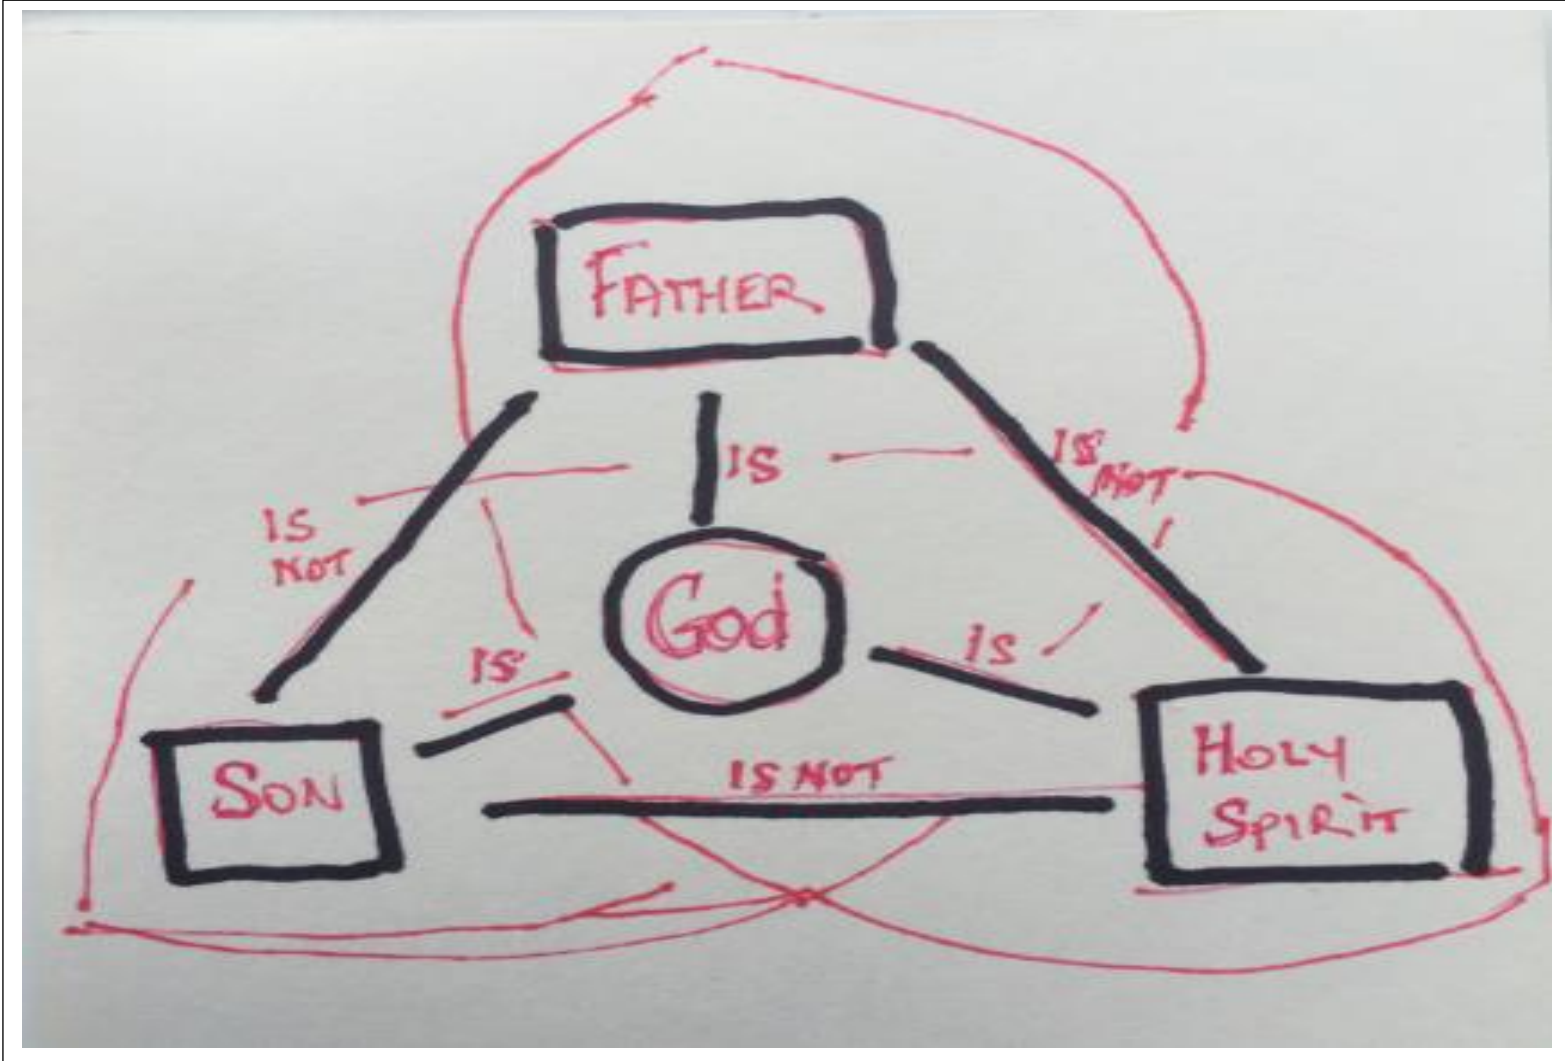 FATHER
IS
IS
NOT
IS
NOT
God
IS
IS
IS NOT
SON
HOLY
SPIRIT